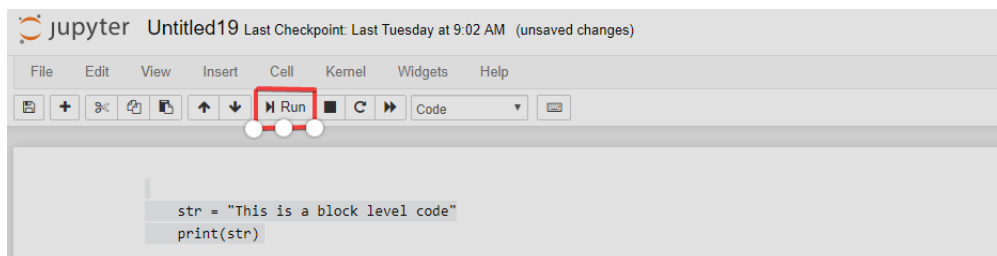 jupyter Untitled19 Last Checkpoint: Last Tuesday at 9:02 AM (unsaved changes)
File Edit View Insert Cell Kernel Widgets Help
Run Code
str = "This is a block level code"
print(str)